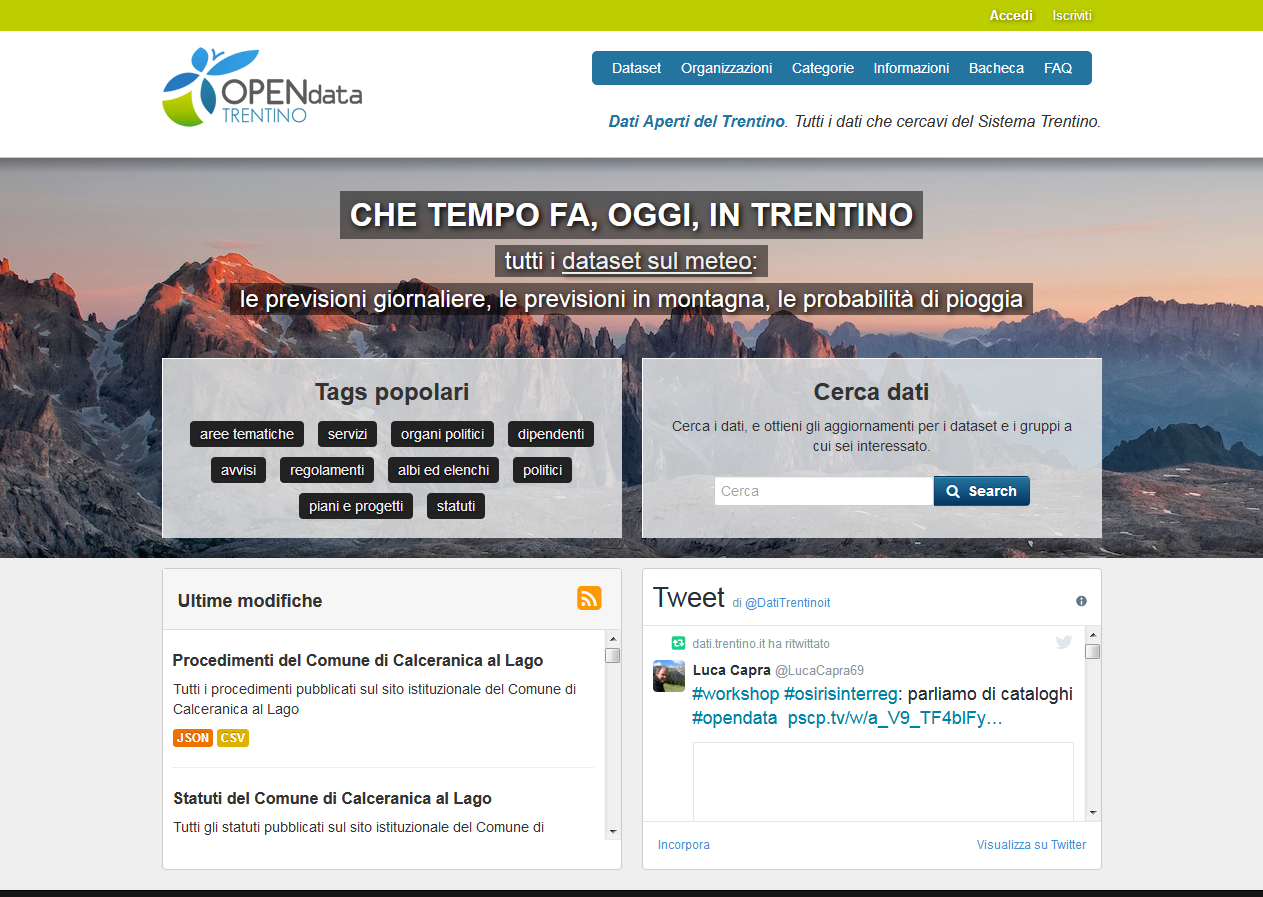 Accedi Iscriviti
OPENdata
TRENTINO
Dataset Organizzazioni Categorie Informazioni Bacheca FAQ
Dati Aperti del Trentino. Tutti i dati che cercavi del Sistema Trentino.
CHE TEMPO FA, OGGI, IN TRENTINO
tutti i dataset sul meteo:
le previsioni giornaliere, le previsioni in montagna, le probabilità di pioggia
Tags popolari
aree tematiche servizi organi politici dipendenti
avvisi regolamenti albi ed elenchi politici
piani e progetti statuti
Cerca dati
Cerca i dati, e ottieni gli aggiornamenti per i dataset e i gruppi a
cui sei interessato.
Cerca Search
Ultime modifiche
Procedimenti del Comune di Calceranica al Lago
Tutti i procedimenti pubblicati sul sito istituzionale del Comune di
Calceranica al Lago
JSON CSV
Statuti del Comune di Calceranica al Lago
Tutti gli statuti pubblicati sul sito istituzionale del Comune di
Tweet di @DatiTrentinoit
dati.trentino.it ha ritwittato
Luca Capra @LucaCapra69
#workshop #osirisinterreg: parliamo di cataloghi
#opendata pscp.tv/w/a_V9_TF4blFy…
Incorpora Visualizza su Twitter